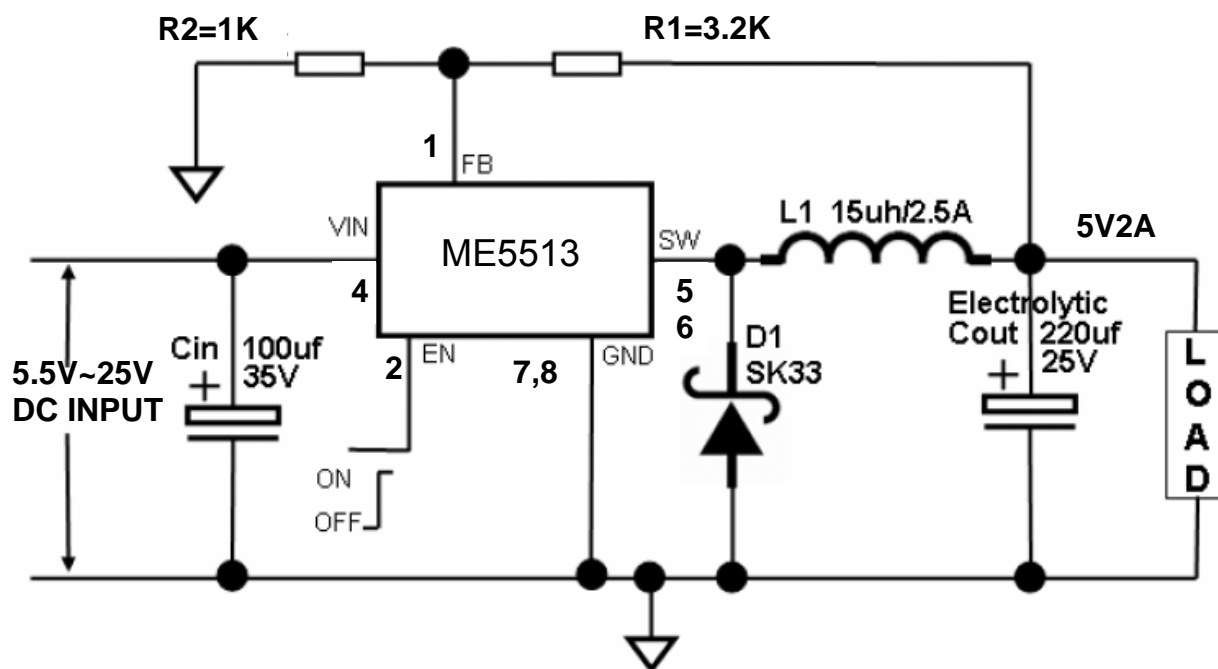 R2=1K
R1=3.2K
1
FB
VIN
ME5513
SW
L1 15uh/2.5A
5V2A
4
5
6
Cin 100uf
35V
+
5.5V~25V
DC INPUT
2
EN
7,8
GND
D1
SK33
Electrolytic
Cout 220uf
25V
+
LOAD
ON
OFF